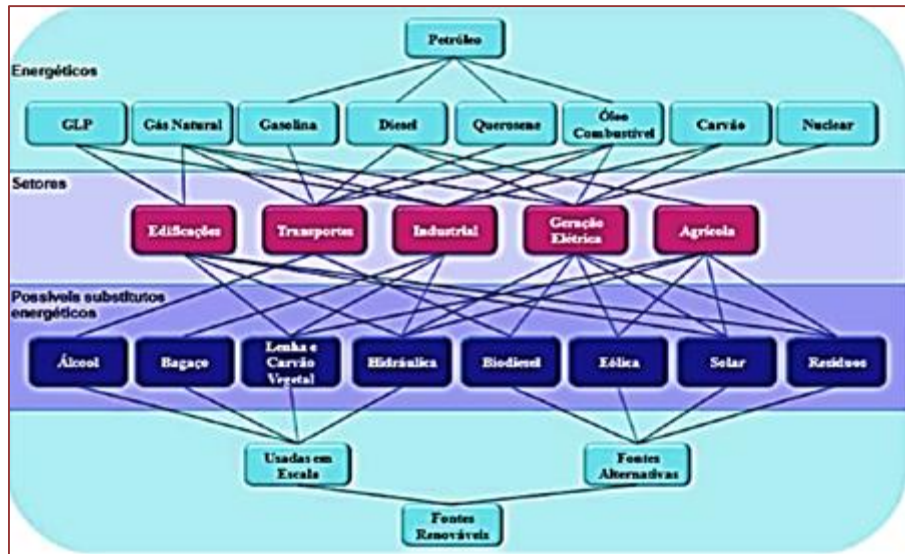 Petróleo
Energéticos
GLP
Gás Natural
Gasolina
Diesel
Querosene
Óleo
Combustível
Carvão
Nuclear
Setores
Edificações
Transportes
Industrial
Geração
Elétrica
Agrícola
Possíveis substitutos
energéticos
Álcool
Bagaço
Lenha e
Carvão
Vegetal
Hidráulica
Biodiesel
Eólica
Solar
Resíduos
Usadas em
Escala
Fontes
Alternativas
Fontes
Renováveis